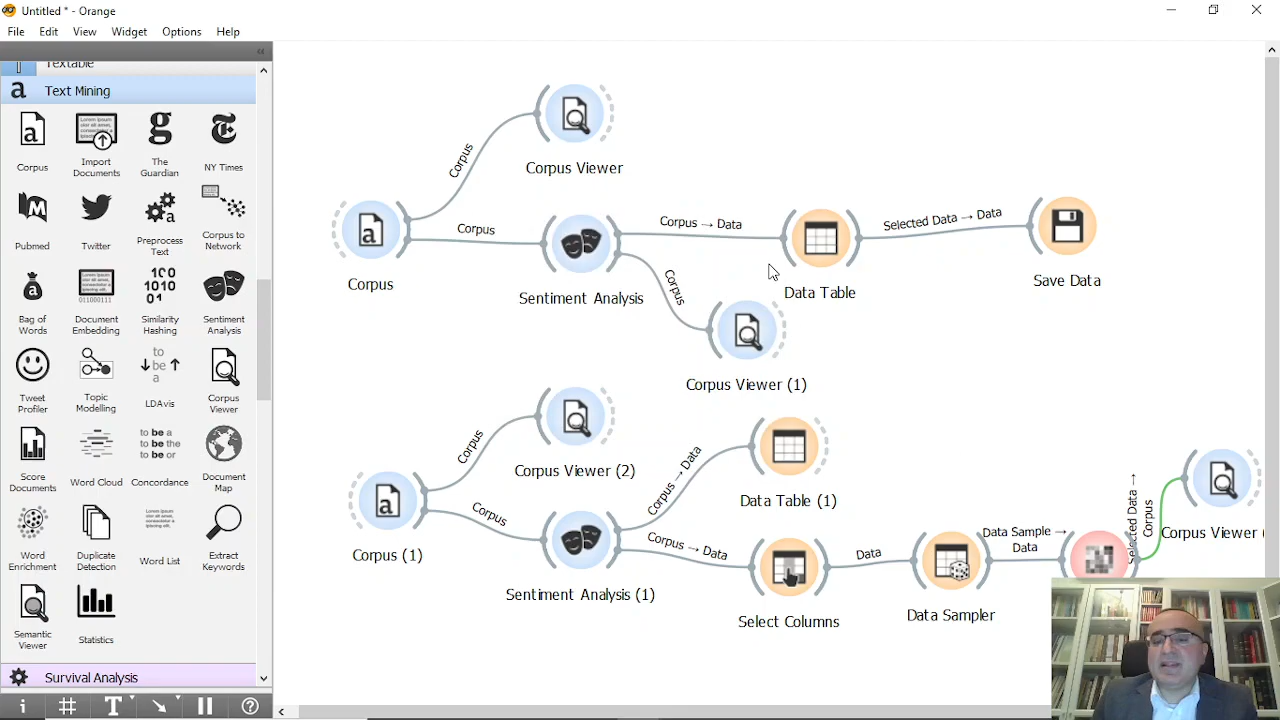 Untitled * - Orange
File Edit View Widget Options Help
Textable
a Text Mining
Corpus
Import Documents
The Guardian
NY Times
Pubmed
Twitter
Preprocess Text
Corpus to Network
Bag of Words
Document Embedding
Similarity Hashing
Sentiment Analysis
Tweet Profiler
Topic Modelling
LDAvis
Corpus Viewer
Score Documents
Word Cloud
Concordance
Document Map
Word Enrichment
Duplicate Detection
Word List
Extract Keywords
Semantic Viewer
Statistics
Survival Analysis
Corpus
Corpus Viewer
Corpus
Corpus
Sentiment Analysis
Corpus → Data
Data Table
Selected Data → Data
Save Data
Corpus
Corpus Viewer (1)
Corpus
Corpus Viewer (2)
Corpus (1)
Corpus
Sentiment Analysis (1)
Corpus → Data
Data Table (1)
Corpus → Data
Select Columns
Data
Data Sampler
Data Sample →
Data
Selected Data →
Corpus
Corpus Viewer (